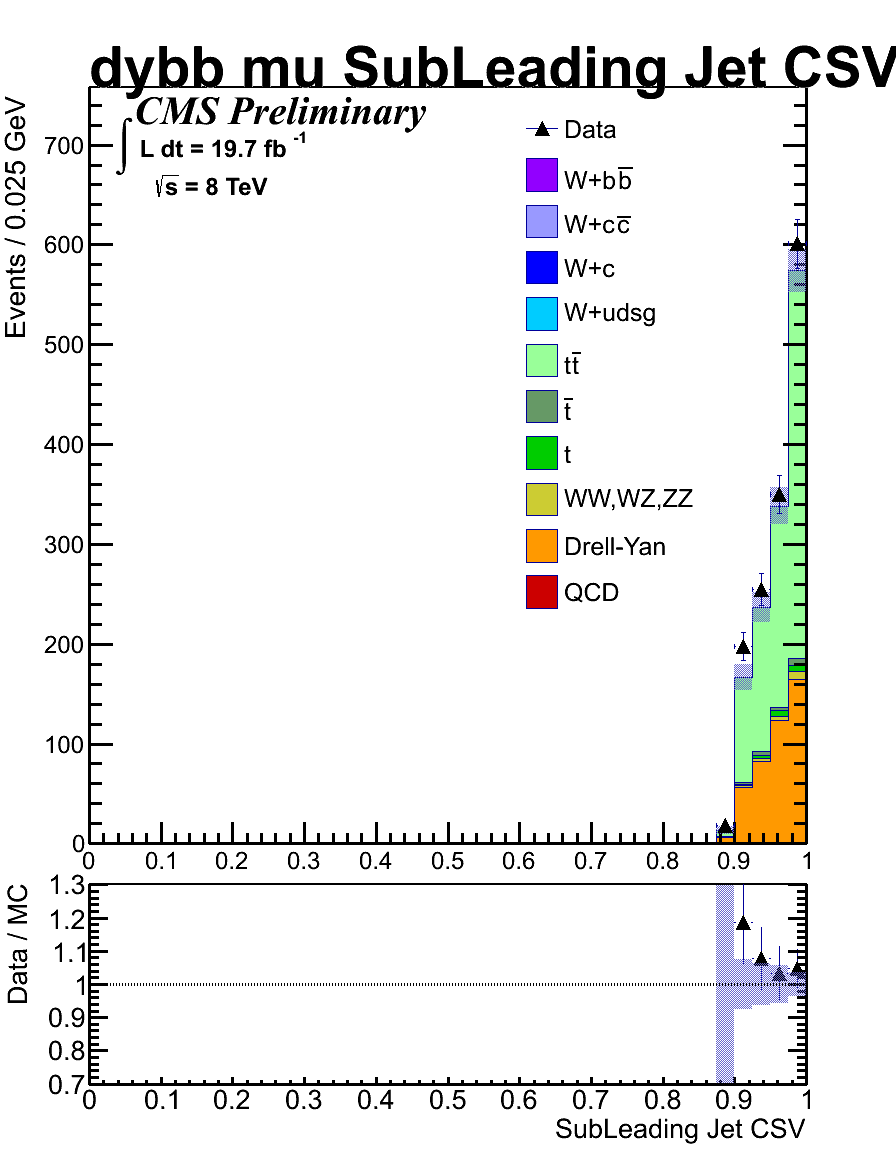 dybb mu SubLeading Jet CSV
CMS Preliminary
∫ L dt = 19.7 fb -1
√s = 8 TeV
Events / 0.025 GeV
700
600
500
400
300
200
100
0
Data
W+bb̅
W+cc̅
W+c
W+udsg
tt̅
t̅
t
WW,WZ,ZZ
Drell-Yan
QCD
0 0.1 0.2 0.3 0.4 0.5 0.6 0.7 0.8 0.9 1
Data / MC
1.3
1.2
1.1
1
0.9
0.8
0.7
0 0.1 0.2 0.3 0.4 0.5 0.6 0.7 0.8 0.9 1
SubLeading Jet CSV